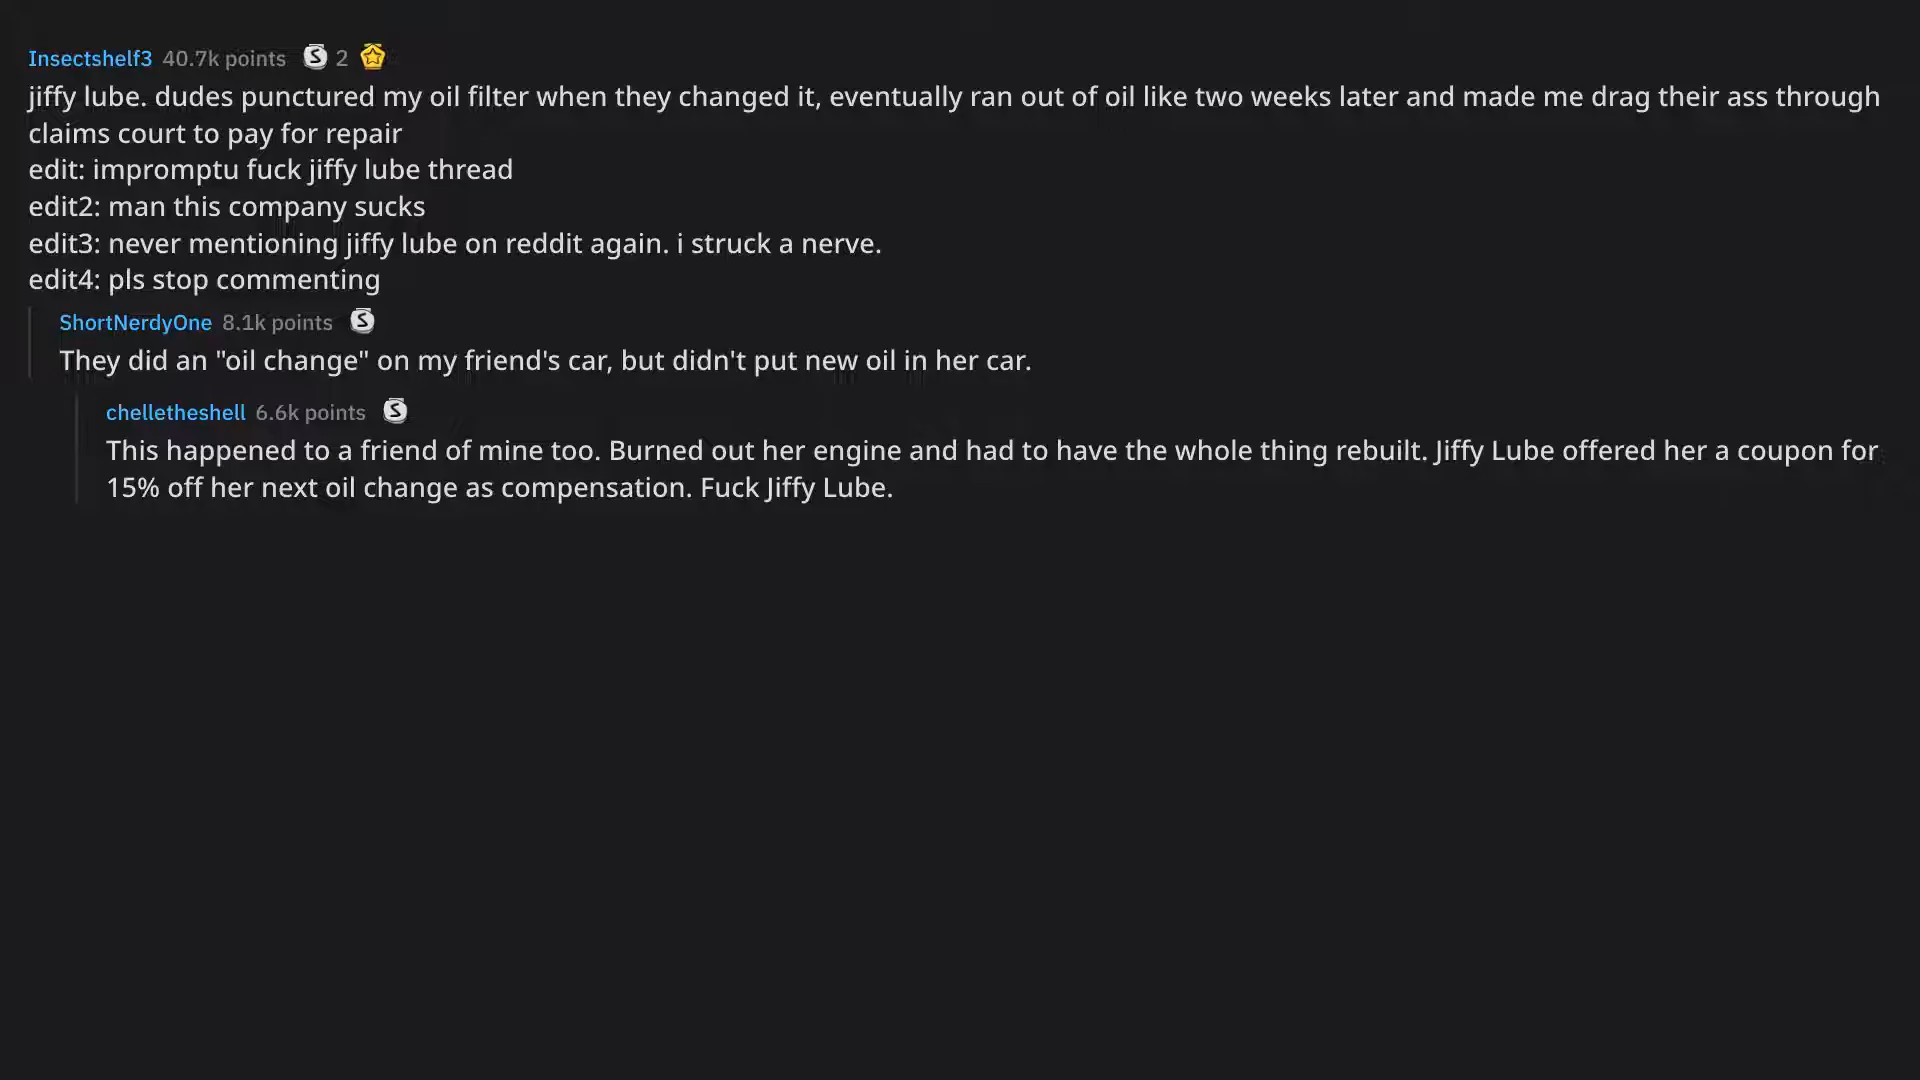 Insectshelf3 40.7k points S 2
jiffy lube. dudes punctured my oil filter when they changed it, eventually ran out of oil like two weeks later and made me drag their ass through
claims court to pay for repair
edit: impromptu fuck jiffy lube thread
edit2: man this company sucks
edit3: never mentioning jiffy lube on reddit again. i struck a nerve.
edit4: pls stop commenting
ShortNerdyOne 8.1k points S
They did an "oil change" on my friend's car, but didn't put new oil in her car.
chelletheshell 6.6k points S
This happened to a friend of mine too. Burned out her engine and had to have the whole thing rebuilt. Jiffy Lube offered her a coupon for
15% off her next oil change as compensation. Fuck Jiffy Lube.